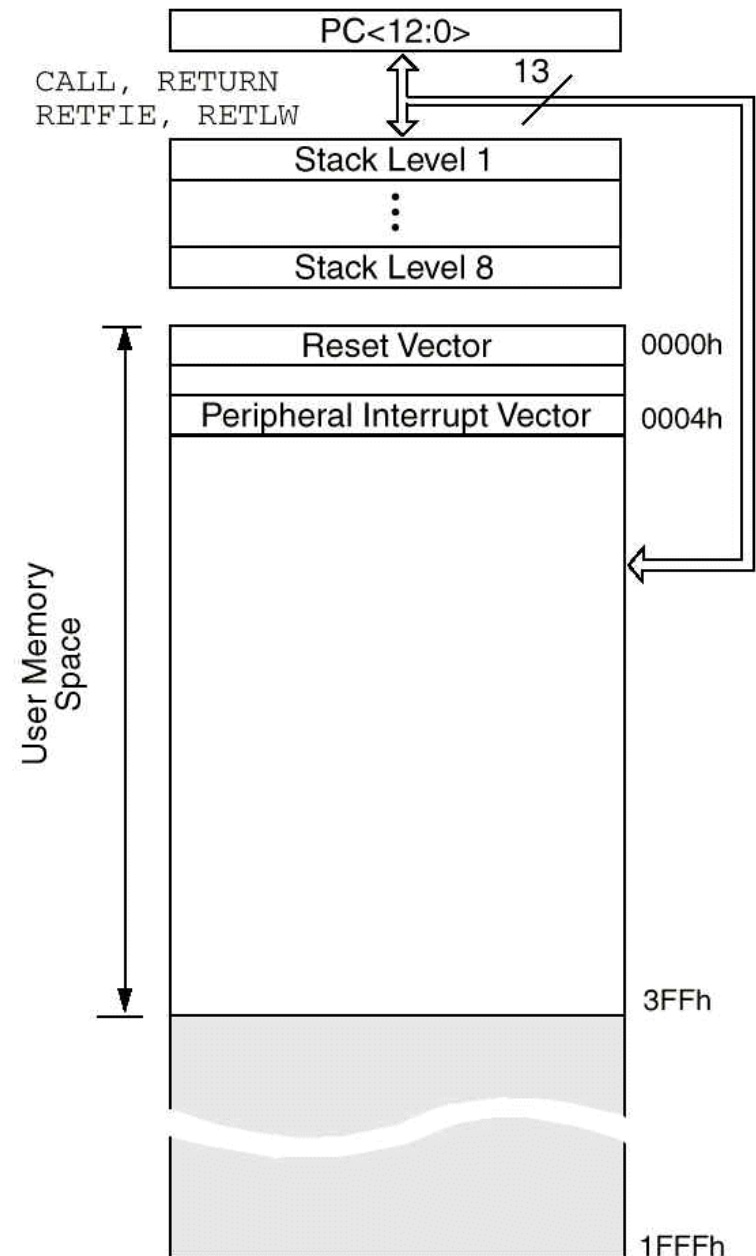 PC<12:0>
CALL, RETURN
RETFIE, RETLW
13
Stack Level 1
Stack Level 8
Reset Vector
0000h
Peripheral Interrupt Vector
0004h
User Memory
Space
3FFh
1FFFh